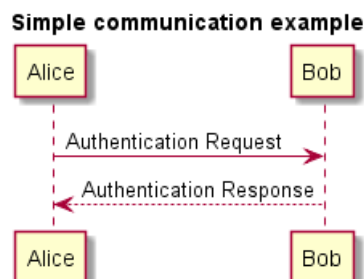 Simple communication example
Alice Bob
Authentication Request
Authentication Response
Alice Bob